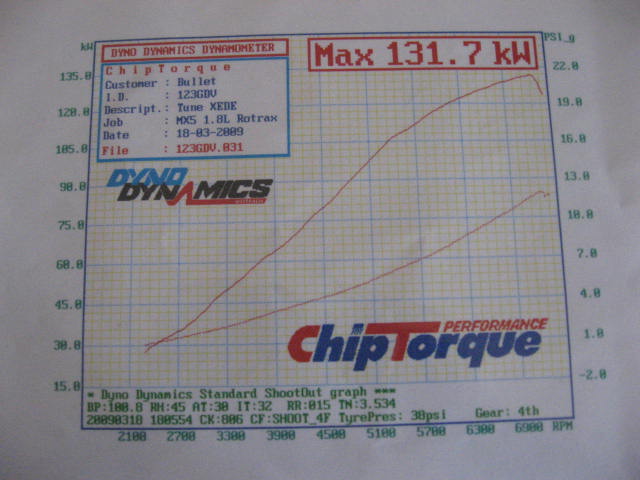 kW
DYNO DYNAMICS DYNAMOMETER
Max 131.7 kW
PSI_g
ChipTorque
Customer : Bullet
I.D. : 123GDV
Descript.: Tune XEDE
Job : MX5 1.8L Rotrax
Date : 18-03-2009
File : 123GDV.031
DYNO
DYNAMICS
135.0
120.0
105.0
90.0
75.0
60.0
45.0
30.0
15.0
22.0
19.0
16.0
13.0
10.0
7.0
4.0
1.0
-2.0
PERFORMANCE
ChipTorque
* Dyno Dynamics Standard ShootOut graph ***
BP:100.8 RH:45 AT:30 IT:32 RR:015 TN:3.534
20090318 180554 CK:806 CF:SHOOT_4F TyrePres: 38psi Gear: 4th
2100 2700 3300 3900 4500 5100 5700 6300 6900 RPM